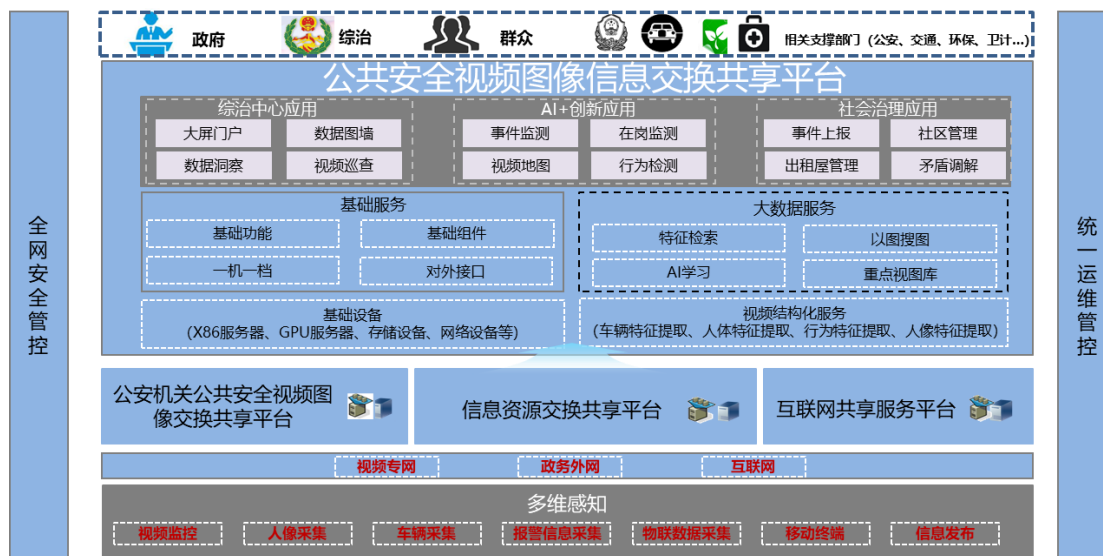 政府 综治 群众 相关支撑部门（公安、交通、环保、卫计...）
公共安全视频图像信息交换共享平台
综治中心应用 AI+创新应用 社会治理应用
大屏门户 数据图墙 事件监测 在岗监测 事件上报 社区管理
数据洞察 视频巡查 视频地图 行为检测 出租屋管理 矛盾调解
基础服务 大数据服务
基础功能 基础组件 特征检索 以图搜图
一机一档 对外接口 AI学习 重点视图库
基础设备 视频结构化服务
(X86服务器、GPU服务器、存储设备、网络设备等) (车辆特征提取、人体特征提取、行为特征提取、人像特征提取)
全网安全管控
统一运维管控
公安机关公共安全视频图
像交换共享平台
信息资源交换共享平台
互联网共享服务平台
视频专网 政务外网 互联网
多维感知
视频监控 人像采集 车辆采集 报警信息采集 物联数据采集 移动终端 信息发布